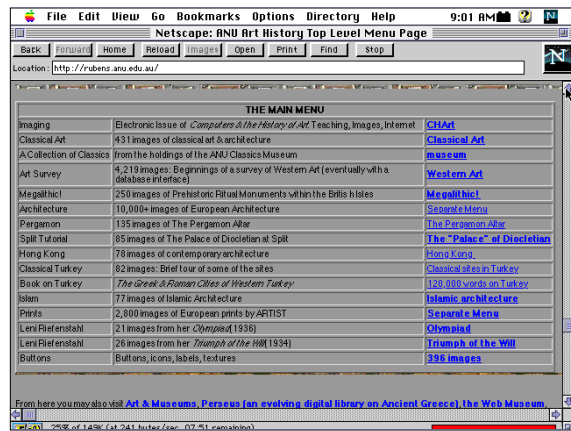 File Edit View Go Bookmarks Options Directory Help 9:01 AM
Netscape: ANU Art History Top Level Menu Page
Back Forward Home Reload Images Open Print Find Stop
N
Location: http://rubens.anu.edu.au/
THE MAIN MENU
Imaging Electronic Issue of Computers & the History of Art Teaching, Images, Internet CHArt
Classical Art 431 images of classical art & architecture Classical Art
A Collection of Classics from the holdings of the ANU Classics Museum museum
Art Survey 4,219 images: Beginnings of a survey of Western Art (eventually with a database interface) Western Art
Megalithic! 250 images of Prehistoric Ritual Monuments within the British Isles Megalithic!
Architecture 10,000+ images of European Architecture Separate Menu
Pergamon 135 images of The Pergamon Altar The Pergamon Altar
Split Tutorial 85 images of The Palace of Diocletian at Split The "Palace" of Diocletian
Hong Kong 78 images of contemporary architecture Hong Kong
Classical Turkey 82 images: Brief tour of some of the sites Classical sites in Turkey
Book on Turkey The Greek & Roman Cities of Western Turkey 120,000 words on Turkey
Islam 77 images of Islamic Architecture Islamic architecture
Prints 2,800 images of European prints by ARTIST Separate Menu
Leni Riefenstahl 21 images from her Olympiad (1936) Olympiad
Leni Riefenstahl 26 images from her Triumph of the Will (1934) Triumph of the Will
Buttons Buttons, icons, labels, textures 396 images
From here you may also visit Art & Museums, Perseus (an evolving digital library on Ancient Greece), the Web Museum,
25% of 149K (at 241 bytes/sec, 07:51 remaining)